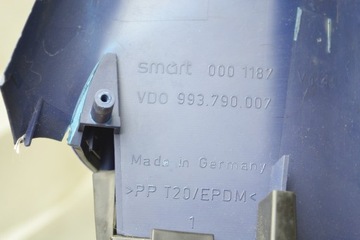 smart 000 1187
VDO 993.790.007
Made in Germany
>PP T20/EPDM<
1